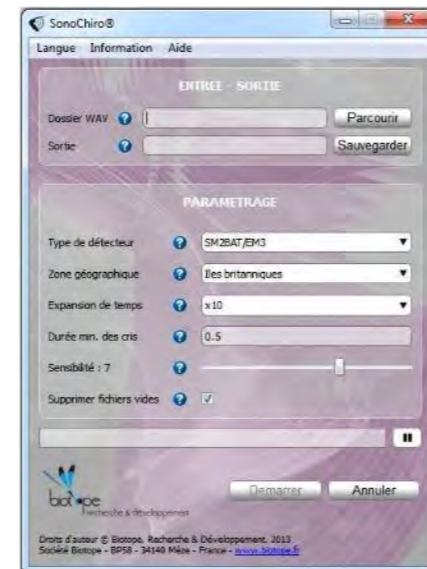 SonoChiro®
Langue Information Aide
ENTREE - SORTIE
Dossier WAV ? Parcourir
Sortie ? Sauvegarder
PARAMETRAGE
Type de détecteur ? SM2BAT/EM3
Zone géographique ? Iles britanniques
Expansion de temps ? x10
Durée min. des cris ? 0.5
Sensibilité : 7 ?
Supprimer fichiers vides ?
biotope
recherche & développement
Demarrer Annuler
Droits d'auteur © Biotope, Recherche & Développement, 2013
Société Biotope - BP58 - 34140 Mèze - France - www.biotope.fr